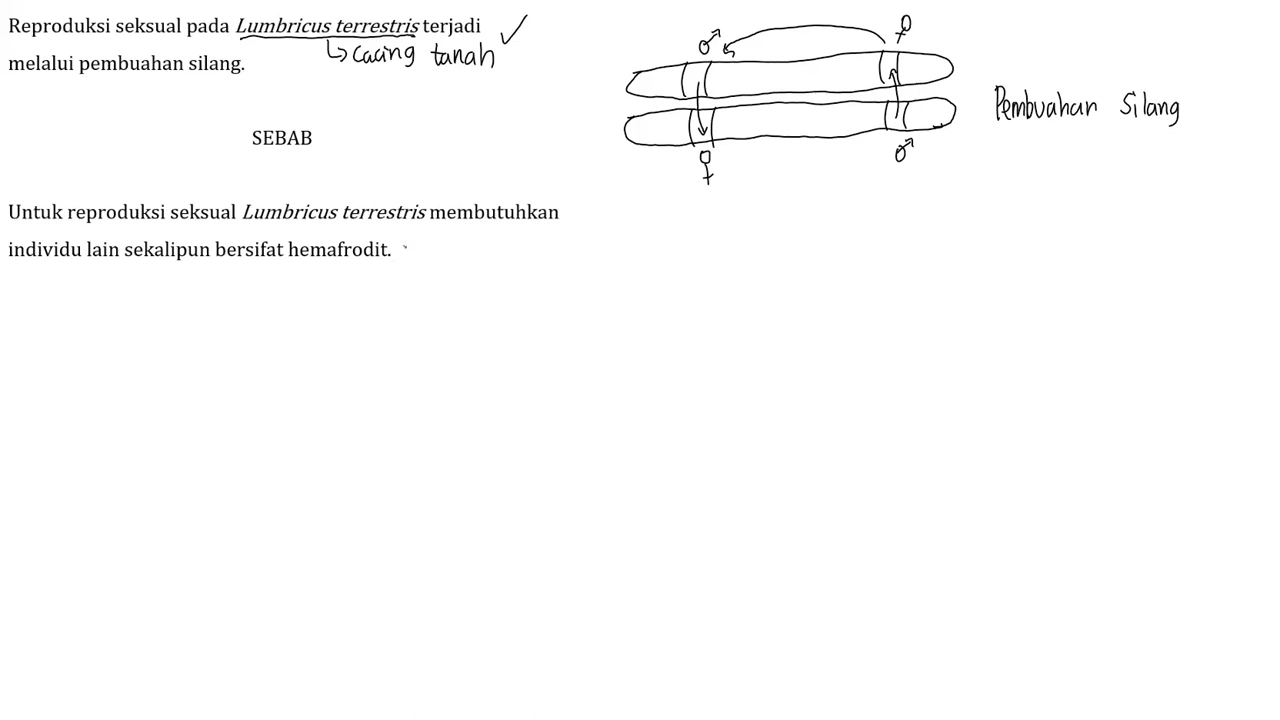 Reproduksi seksual pada Lumbricus terrestris terjadi
↳ Cacing tanah
melalui pembuahan silang.
SEBAB
Untuk reproduksi seksual Lumbricus terrestris membutuhkan
individu lain sekalipun bersifat hemafrodit.
♂ ♀
Pembuahan Silang
♀ ♂